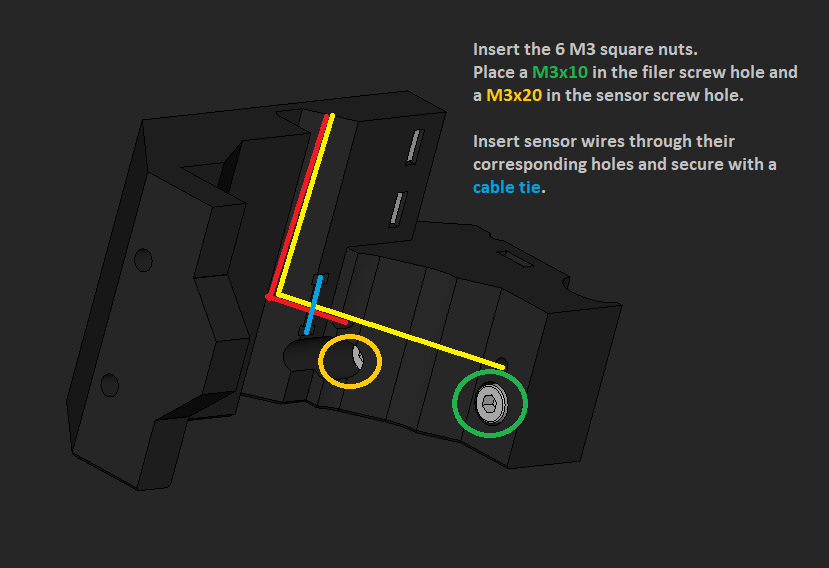 Insert the 6 M3 square nuts.
Place a M3x10 in the filer screw hole and
a M3x20 in the sensor screw hole.
Insert sensor wires through their
corresponding holes and secure with a
cable tie.